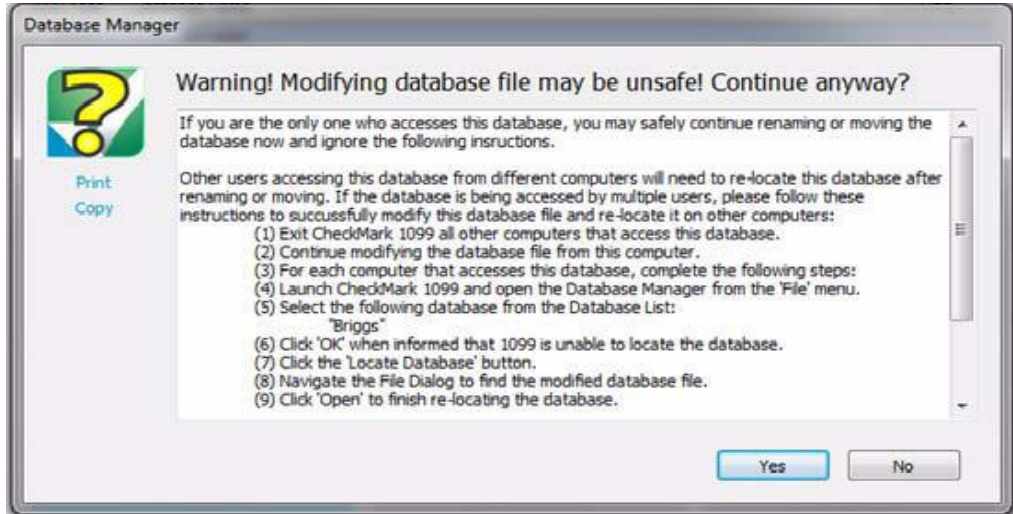 Database Manager
Warning! Modifying database file may be unsafe! Continue anyway?
If you are the only one who accesses this database, you may safely continue renaming or moving the
database now and ignore the following insructions.
Other users accessing this database from different computers will need to re-locate this database after
renaming or moving. If the database is being accessed by multiple users, please follow these
instructions to succussfully modify this database file and re-locate it on other computers:
(1) Exit CheckMark 1099 all other computers that access this database.
(2) Continue modifying the database file from this computer.
(3) For each computer that accesses this database, complete the following steps:
(4) Launch CheckMark 1099 and open the Database Manager from the 'File' menu.
(5) Select the following database from the Database List:
"Briggs"
(6) Click 'OK' when informed that 1099 is unable to locate the database.
(7) Click the 'Locate Database' button.
(8) Navigate the File Dialog to find the modified database file.
(9) Click 'Open' to finish re-locating the database.
Print
Copy
Yes
No